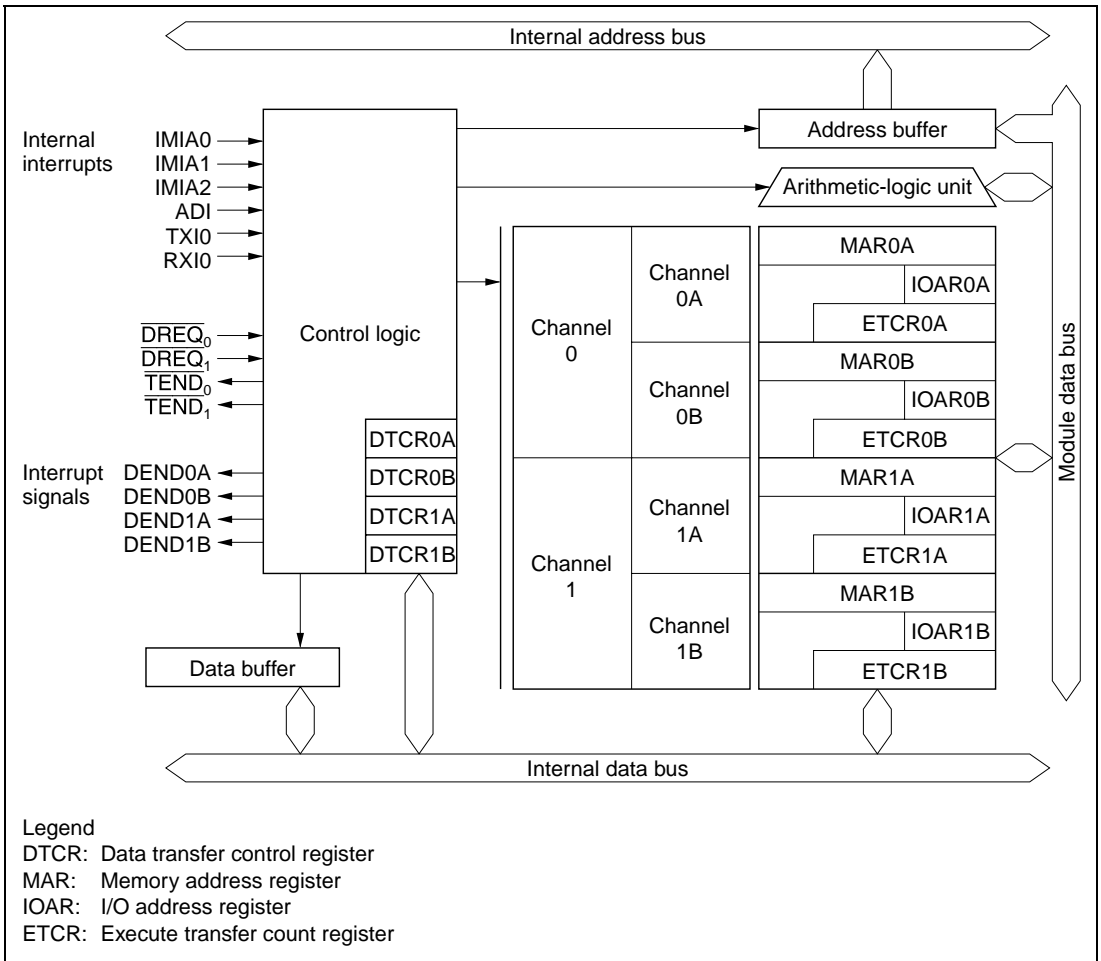 Internal address bus
Internal
interrupts
IMIA0
IMIA1
IMIA2
ADI
TXI0
RXI0
DREQ0
DREQ1
TEND0
TEND1
Interrupt
signals
DEND0A
DEND0B
DEND1A
DEND1B
Control logic
DTCR0A
DTCR0B
DTCR1A
DTCR1B
Data buffer
Address buffer
Arithmetic-logic unit
Channel
0
Channel
0A
Channel
0B
Channel
1
Channel
1A
Channel
1B
MAR0A
IOAR0A
ETCR0A
MAR0B
IOAR0B
ETCR0B
MAR1A
IOAR1A
ETCR1A
MAR1B
IOAR1B
ETCR1B
Module data bus
Internal data bus
Legend
DTCR: Data transfer control register
MAR: Memory address register
IOAR: I/O address register
ETCR: Execute transfer count register